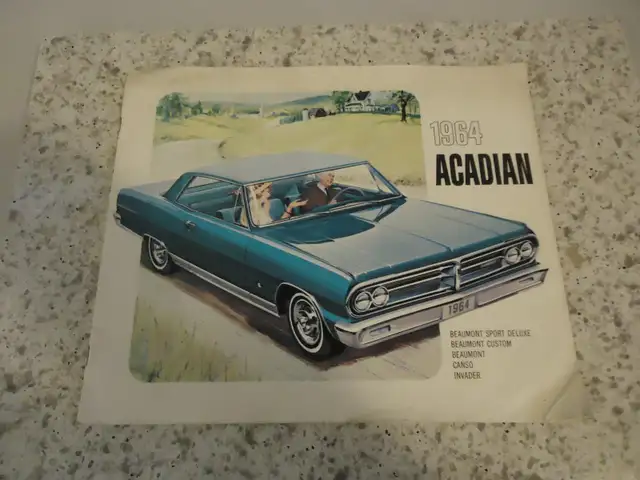 1964
ACADIAN
1964
BEAUMONT SPORT DELUXE
BEAUMONT CUSTOM
BEAUMONT
CANSO
INVADER